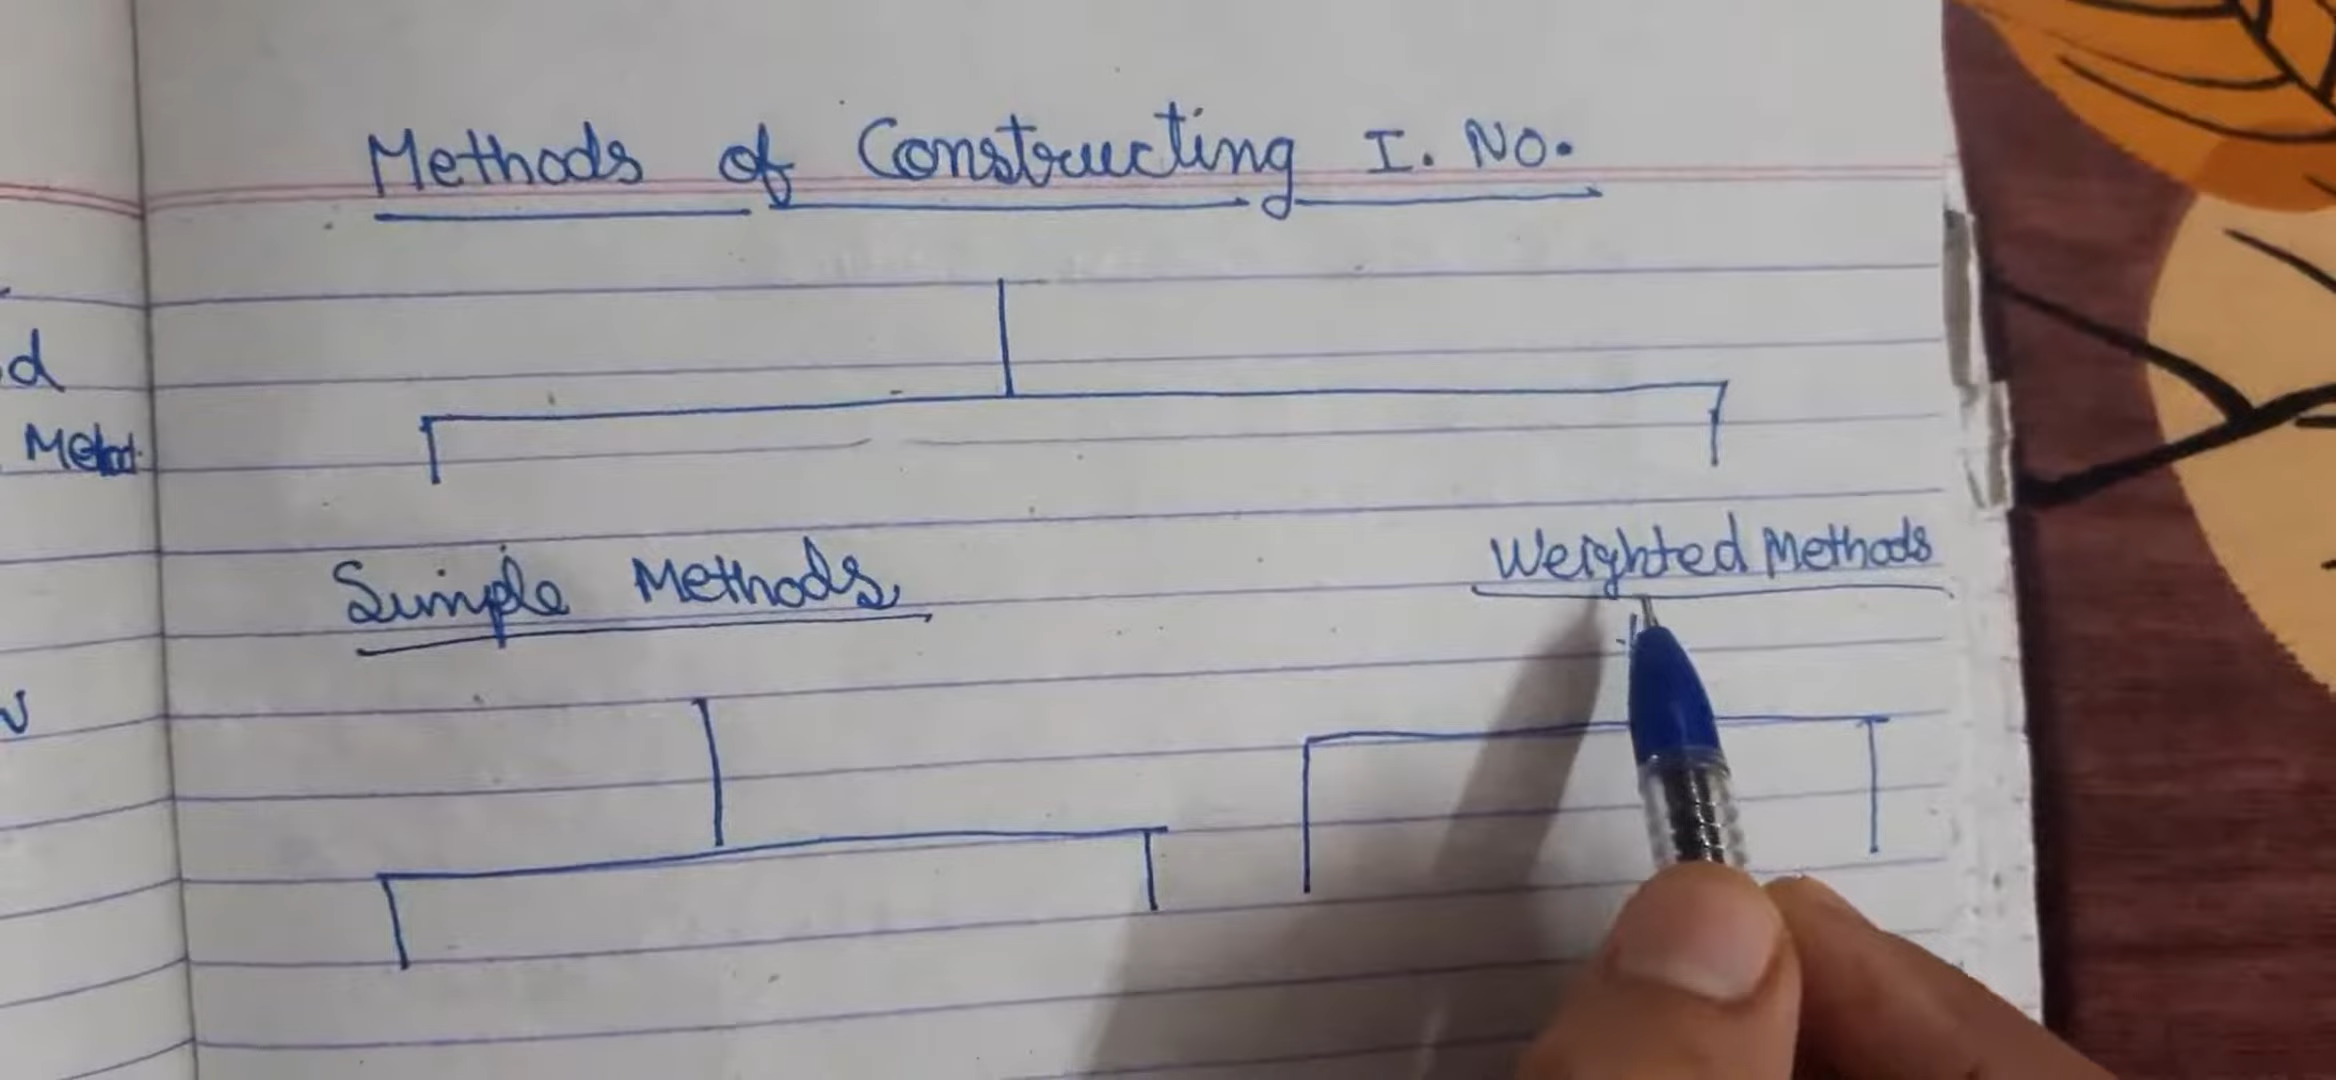 Methods of Constructing I. NO.
d
Simple Methods
Weighted Methods